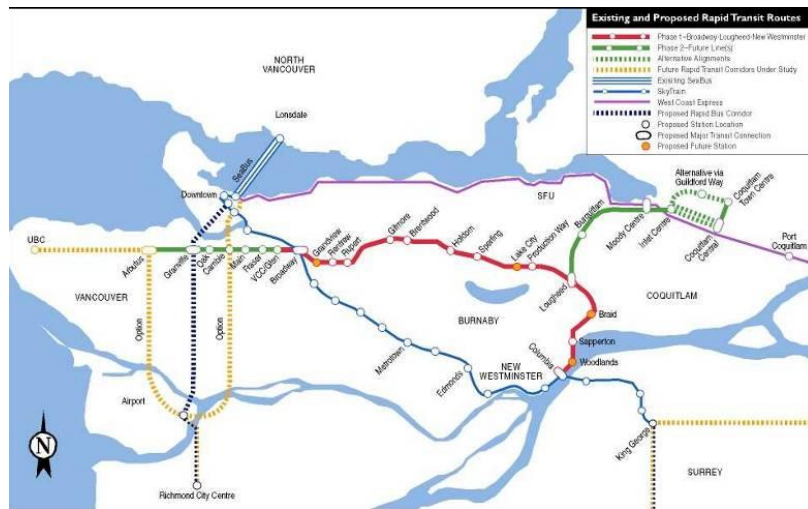 Existing and Proposed Rapid Transit Routes
Phase 1-Broadway-Lougheed-New Westminster
Phase 2-Future Line(s)
Alternative Alignments
Future Rapid Transit Corridors Under Study
Exisiting SeaBus
SkyTrain
West Coast Express
Proposed Rapid Bus Corridor
Proposed Station Location
Proposed Major Transit Connection
Proposed Future Station
NORTH
VANCOUVER
Lonsdale
SeaBus
Downtown
SFU
Alternative via
Guildford Way
Coquitlam
Town Centre
Moody Centre
Inlet Centre
Coquitlam
Central
Port
Coquitlam
UBC
Arbutus
Granville
Oak
Cambie
Main
Fraser
VCC/Glen
Broadway
Grandview
Renfrew
Rupert
Gilmore
Brentwood
Holdom
Sperling
Lake City
Production Way
Burquitlam
Lougheed
VANCOUVER
COQUITLAM
BURNABY
Braid
Sapperton
Woodlands
Option
Option
Metrotown
Edmonds
NEW
WESTMINSTER
Columbia
Airport
N
King George
SURREY
Richmond City Centre